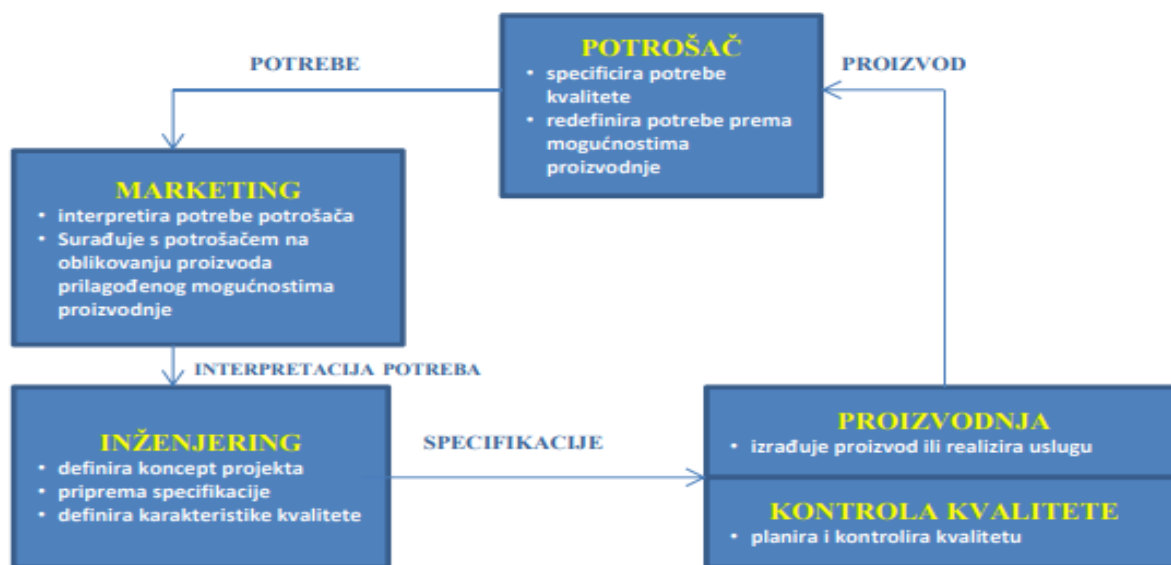 POTREBE
POTROŠAČ
• specificira potrebe
kvalitete
• redefinira potrebe prema
mogućnostima
proizvodnje
PROIZVOD
MARKETING
• interpretira potrebe potrošača
• Surađuje s potrošačem na
oblikovanju proizvoda
prilagođenog mogućnostima
proizvodnje
INTERPRETACIJA POTREBA
INŽENJERING
• definira koncept projekta
• priprema specifikacije
• definira karakteristike kvalitete
SPECIFIKACIJE
PROIZVODNJA
• izrađuje proizvod ili realizira uslugu
KONTROLA KVALITETE
• planira i kontrolira kvalitetu